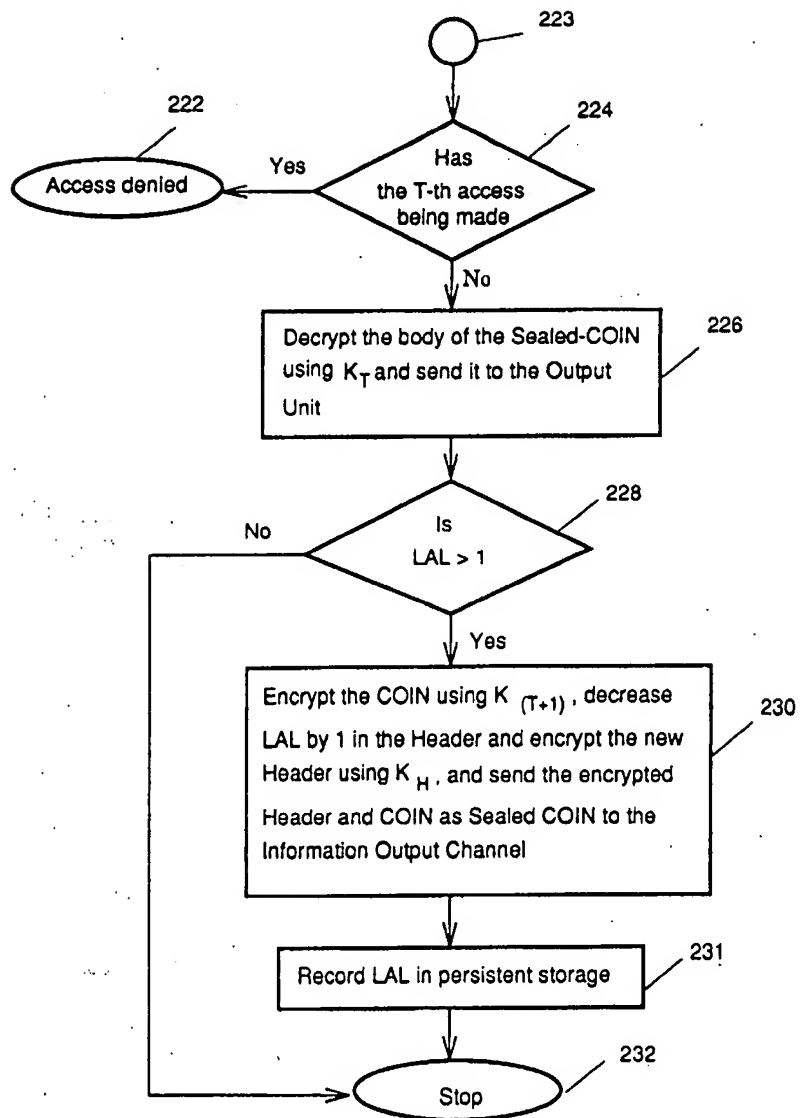 223
222
224
Access denied
Yes
Has
the T-th access
being made
No
Decrypt the body of the Sealed-COIN
using K_T and send it to the Output
Unit
226
228
No
Is
LAL > 1
Yes
Encrypt the COIN using K_(T+1), decrease
LAL by 1 in the Header and encrypt the new
Header using K_H, and send the encrypted
Header and COIN as Sealed COIN to the
Information Output Channel
230
Record LAL in persistent storage
231
232
Stop